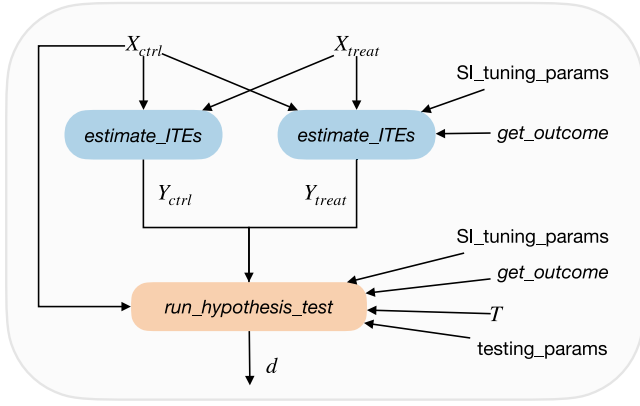 X_ctrl
X_treat
SI_tuning_params
estimate_ITEs
estimate_ITEs
get_outcome
Y_ctrl
Y_treat
SI_tuning_params
get_outcome
run_hypothesis_test
T
testing_params
d